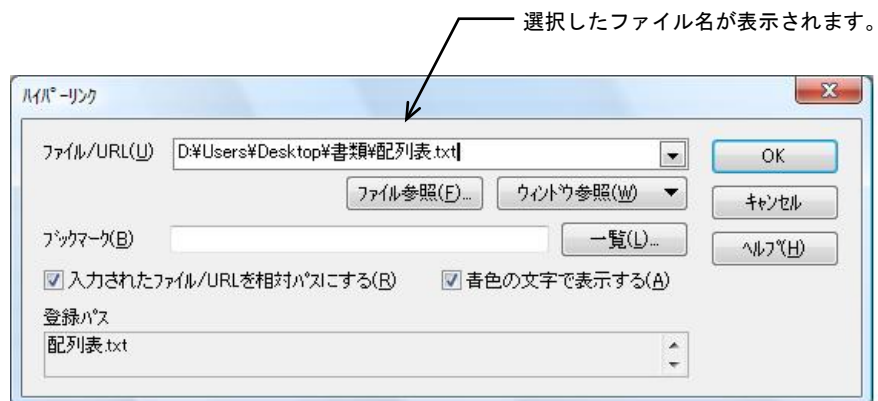 選択したファイル名が表示されます。
ﾊｲﾊﾟｰﾘﾝｸ
ﾌｧｲﾙ/URL(U) D:¥Users¥Desktop¥書類¥配列表.txt OK
ﾌｧｲﾙ参照(F)... ｳｨﾝﾄﾞｳ参照(W) ｷｬﾝｾﾙ
ﾌﾞｯｸﾏｰｸ(B) 一覧(L)... ﾍﾙﾌﾟ(H)
入力されたﾌｧｲﾙ/URLを相対ﾊﾟｽにする(R) 青色の文字で表示する(A)
登録ﾊﾟｽ
配列表.txt